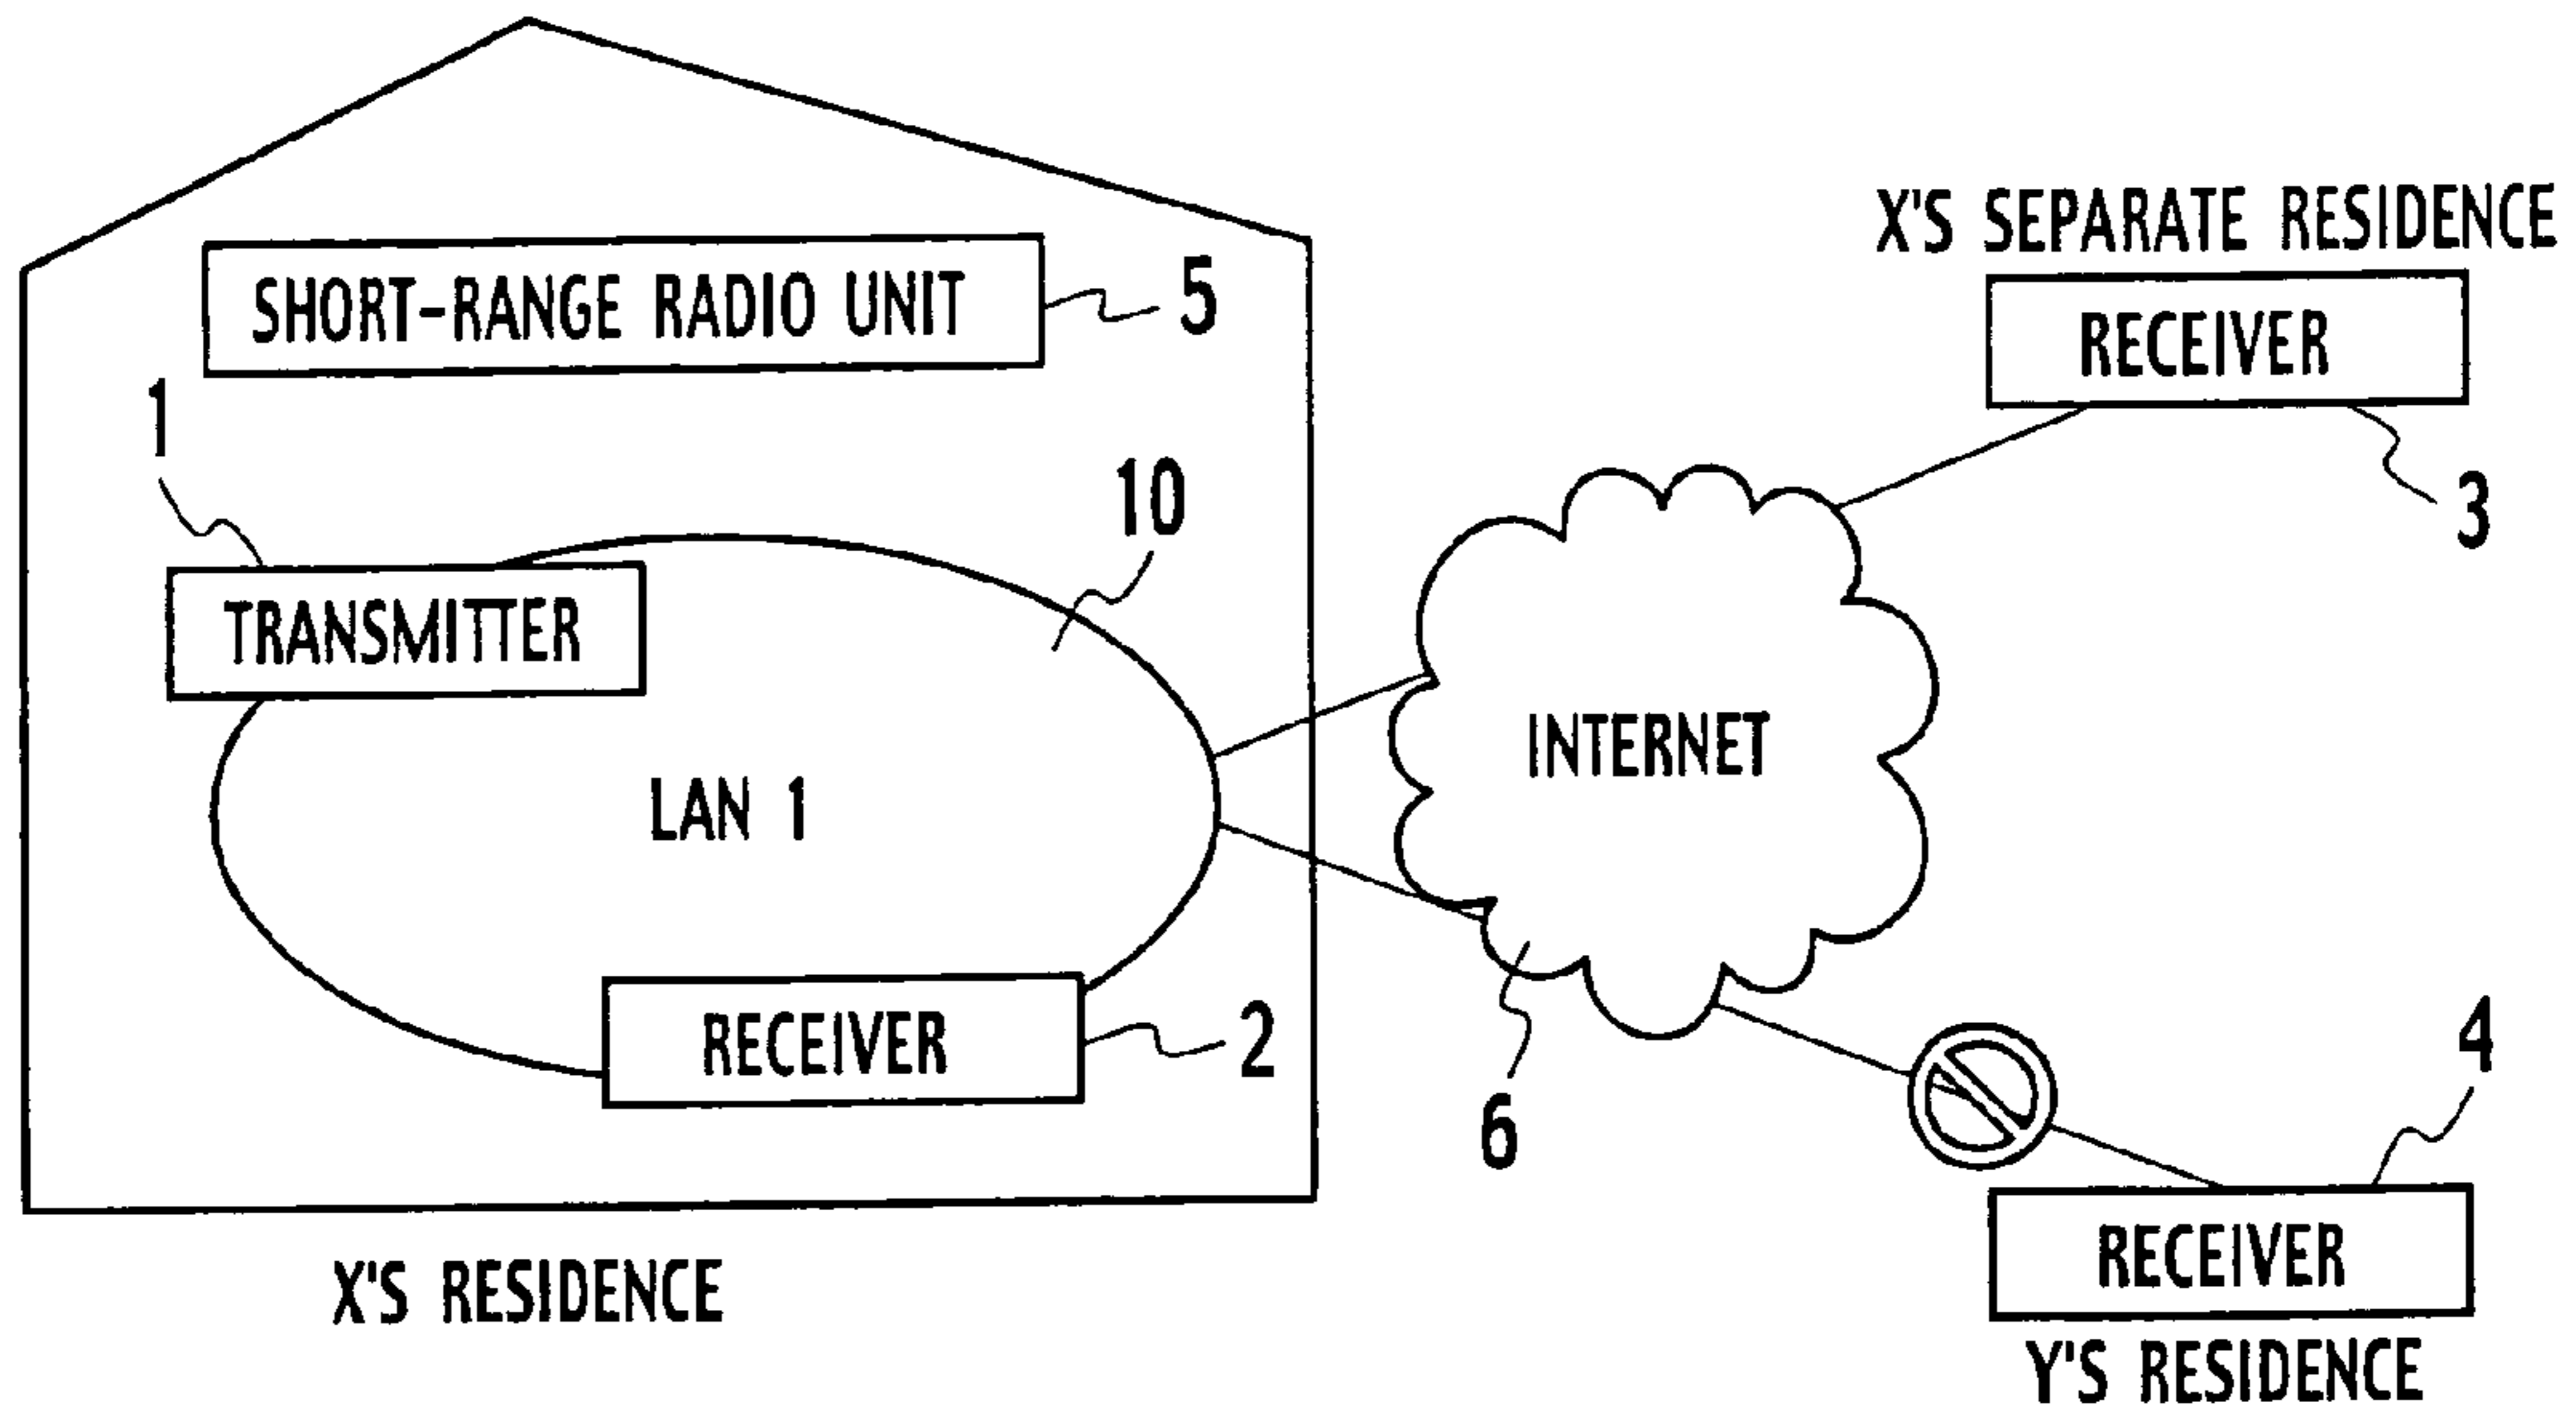 X'S SEPARATE RESIDENCE
SHORT-RANGE RADIO UNIT
5
RECEIVER
1
10
3
TRANSMITTER
INTERNET
LAN 1
RECEIVER
2
6
4
RECEIVER
X'S RESIDENCE
Y'S RESIDENCE